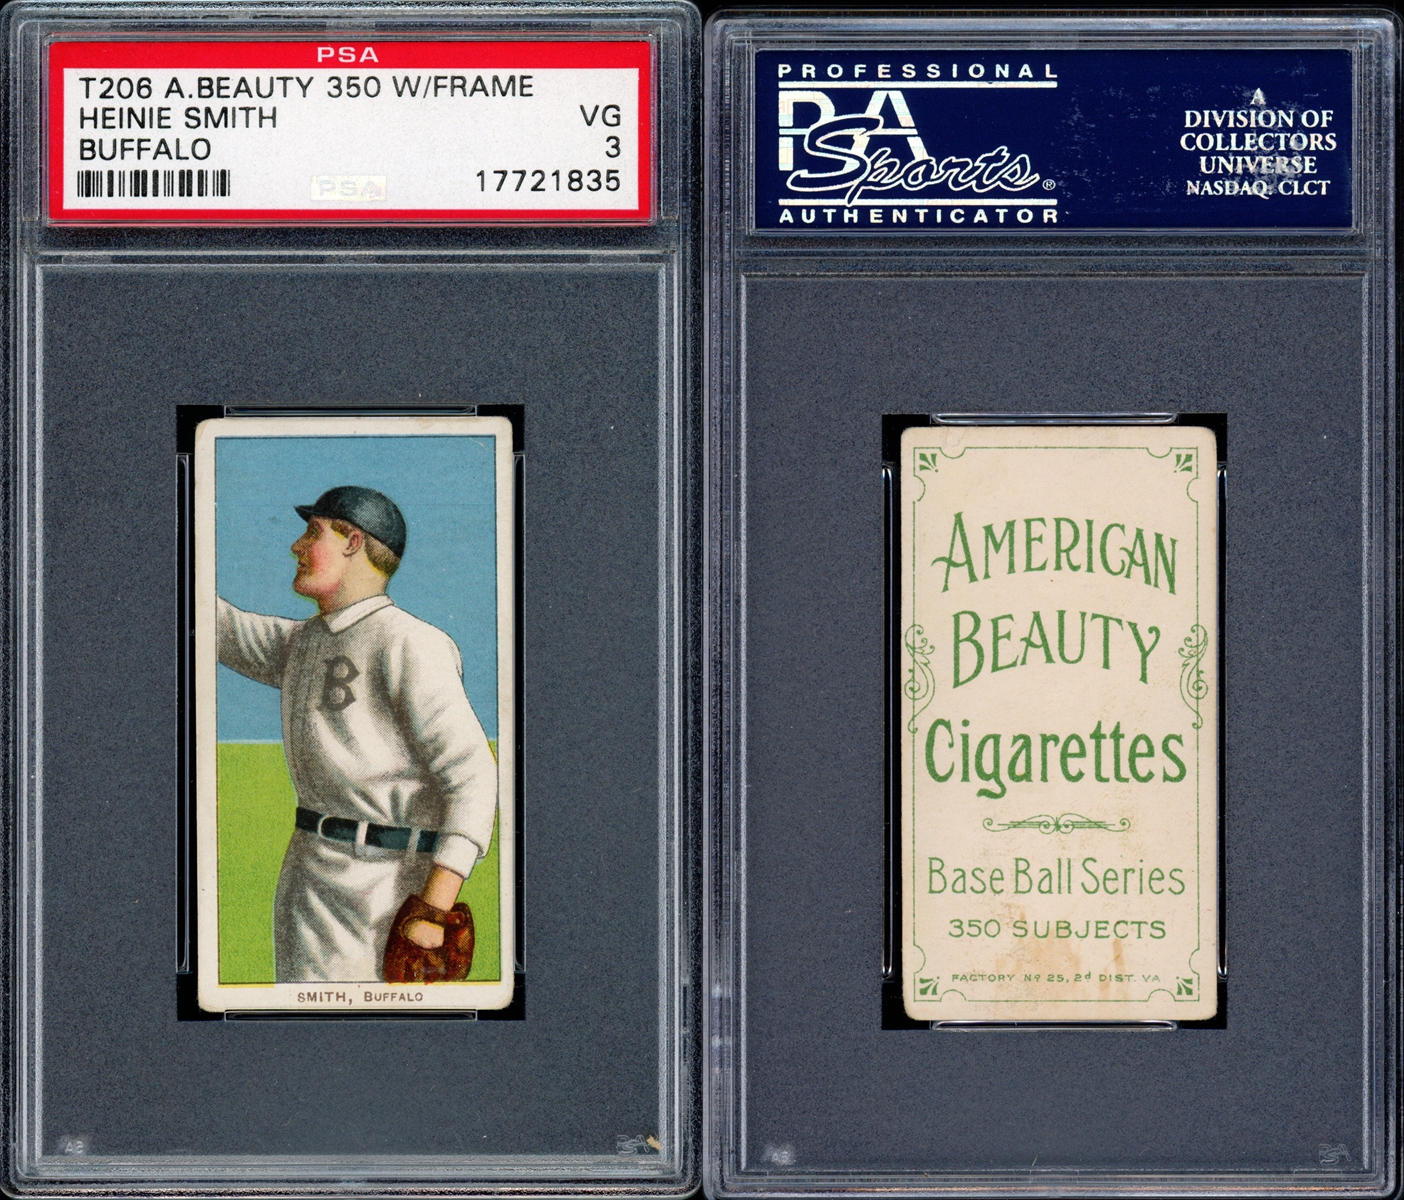 PSA
T206 A.BEAUTY 350 W/FRAME
HEINIE SMITH VG
BUFFALO 3
PSA 17721835
B
SMITH, BUFFALO
PROFESSIONAL
PSA
Sports®
AUTHENTICATOR
A
DIVISION OF
COLLECTORS
UNIVERSE
NASDAQ. CLCT
AMERICAN
BEAUTY
Cigarettes
Base Ball Series
350 SUBJECTS
FACTORY Nº 25, 2d DIST. VA